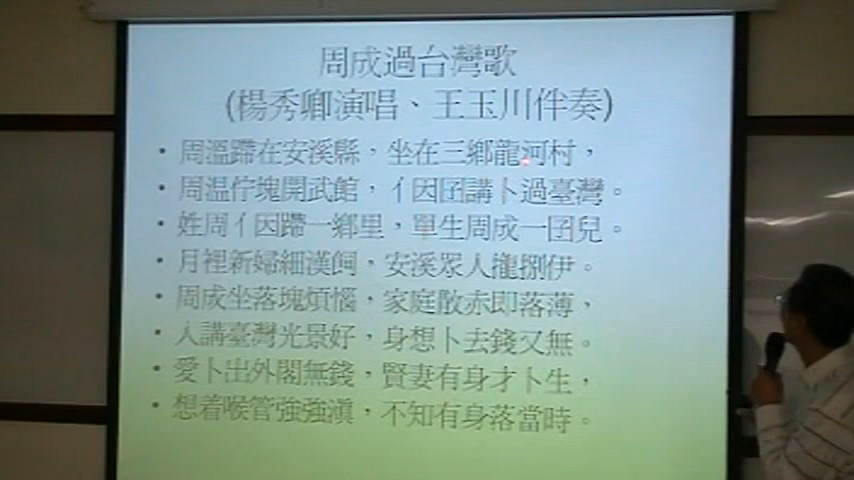 周成過台灣歌
(楊秀卿演唱、王玉川伴奏)
• 周溫蹛在安溪縣，坐在三鄉龍河村，
• 周温佇塊開武館，亻因囝講卜過臺灣。
• 姓周亻因蹛一鄉里，單生周成一囝兒。
• 月裡新婦細漢飼，安溪眾人攏捌伊。
• 周成坐落塊煩惱，家庭散赤即落薄，
• 人講臺灣光景好，身想卜去錢又無。
• 愛卜出外閣無錢，賢妻有身才卜生，
• 想着喉管強強滇，不知有身落當時。